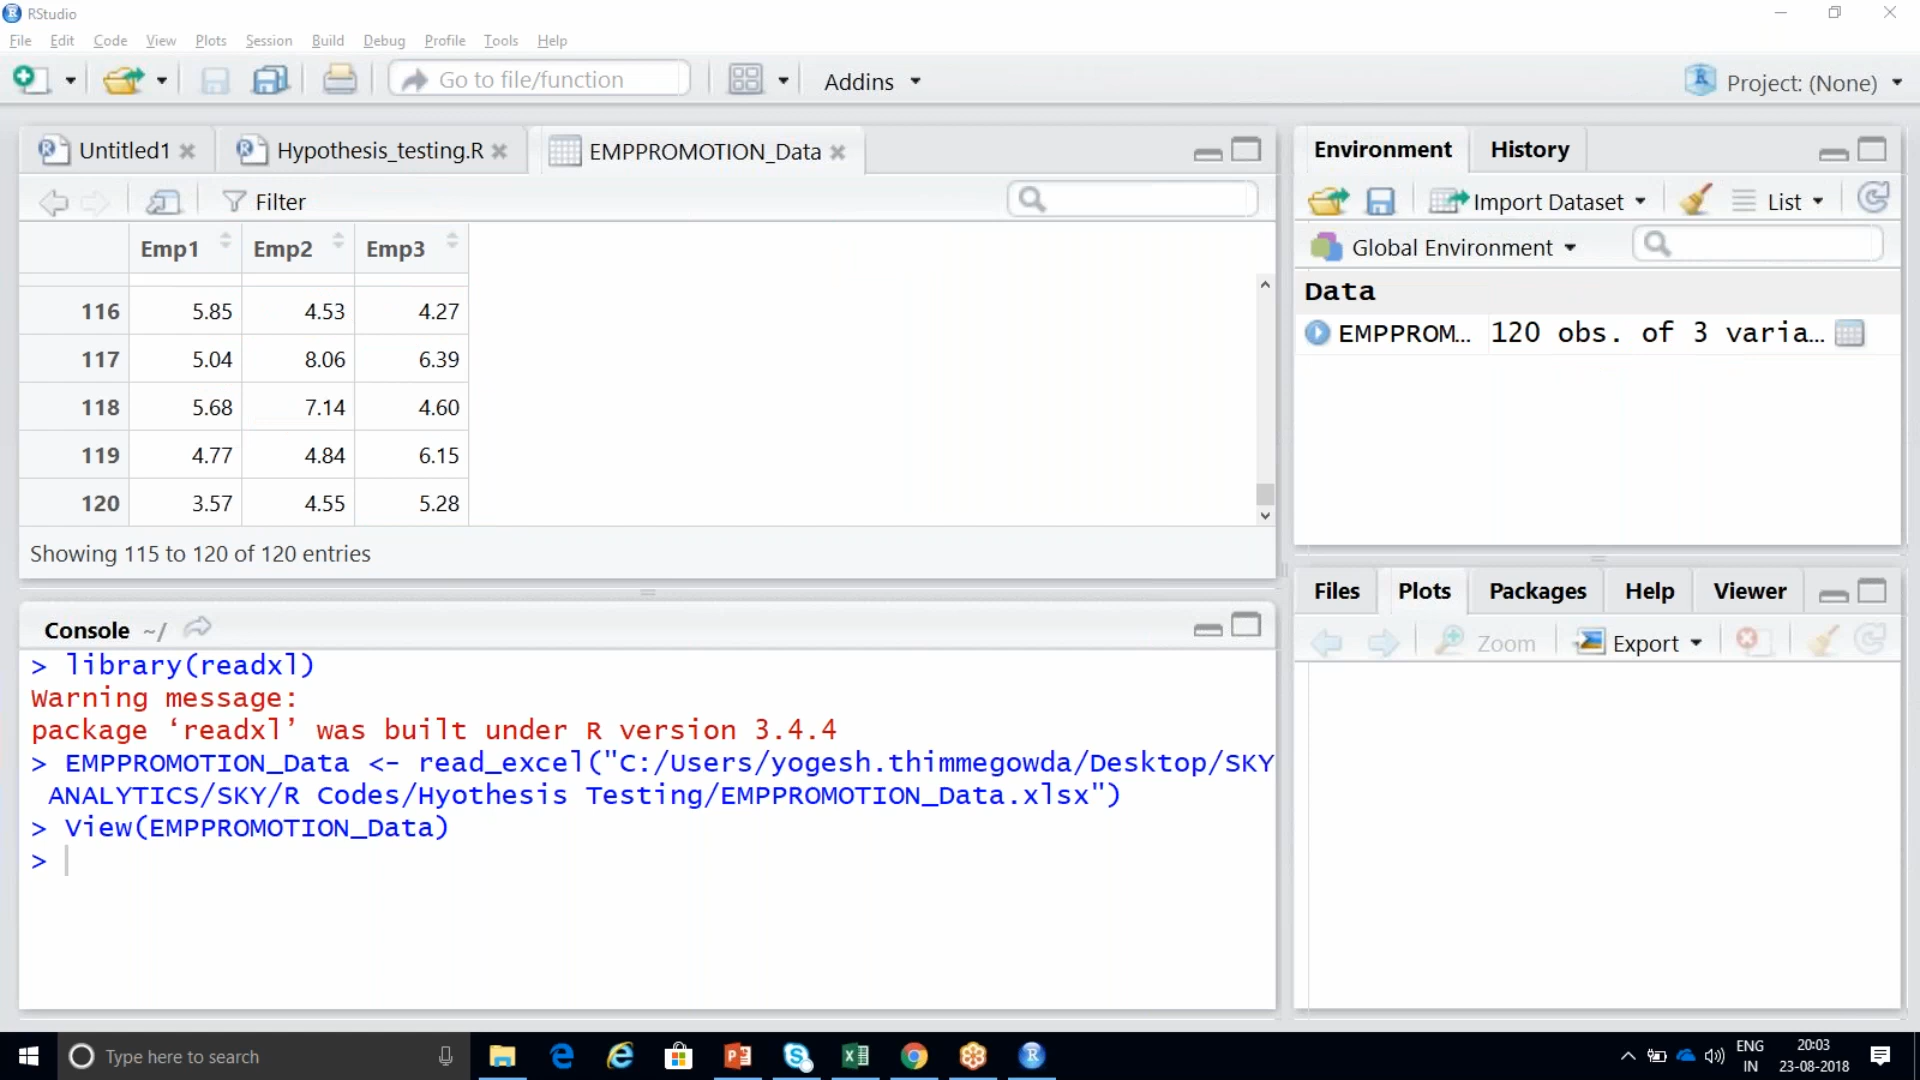 RStudio
File Edit Code View Plots Session Build Debug Profile Tools Help
Go to file/function Addins Project: (None)
Untitled1 Hypothesis_testing.R EMPPROMOTION_Data
Filter
Emp1 Emp2 Emp3
116 5.85 4.53 4.27
117 5.04 8.06 6.39
118 5.68 7.14 4.60
119 4.77 4.84 6.15
120 3.57 4.55 5.28
Showing 115 to 120 of 120 entries
Console ~/
> library(readxl)
Warning message:
package ‘readxl’ was built under R version 3.4.4
> EMPPROMOTION_Data <- read_excel("C:/Users/yogesh.thimmegowda/Desktop/SKY
ANALYTICS/SKY/R Codes/Hyothesis Testing/EMPPROMOTION_Data.xlsx")
> View(EMPPROMOTION_Data)
>
Environment History
Import Dataset List
Global Environment
Data
EMPPROM... 120 obs. of 3 varia...
Files Plots Packages Help Viewer
Zoom Export
Type here to search
ENG
IN
20:03
23-08-2018